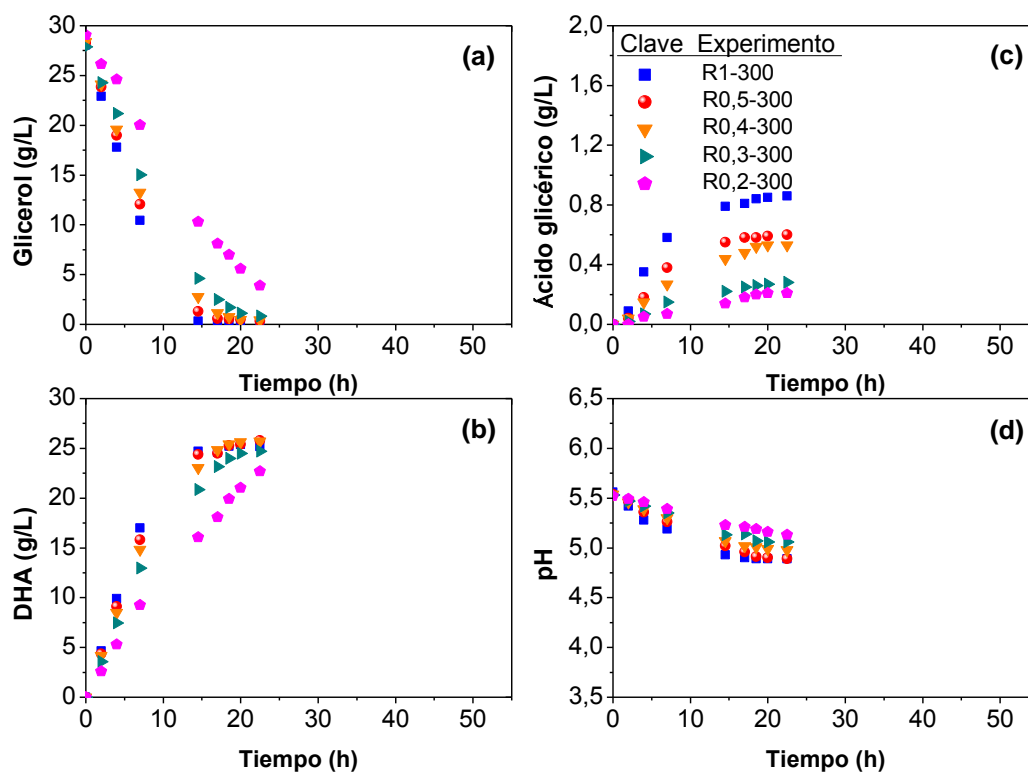 30
25
20
15
10
5
0
Glicerol (g/L)
(a)
0 10 20 30 40 50
Tiempo (h)
2,0
1,6
1,2
0,8
0,4
0,0
Ácido glicérico (g/L)
Clave Experimento
R1-300
R0,5-300
R0,4-300
R0,3-300
R0,2-300
(c)
0 10 20 30 40 50
Tiempo (h)
30
25
20
15
10
5
0
DHA (g/L)
(b)
0 10 20 30 40 50
Tiempo (h)
6,5
6,0
5,5
5,0
4,5
4,0
3,5
pH
(d)
0 10 20 30 40 50
Tiempo (h)